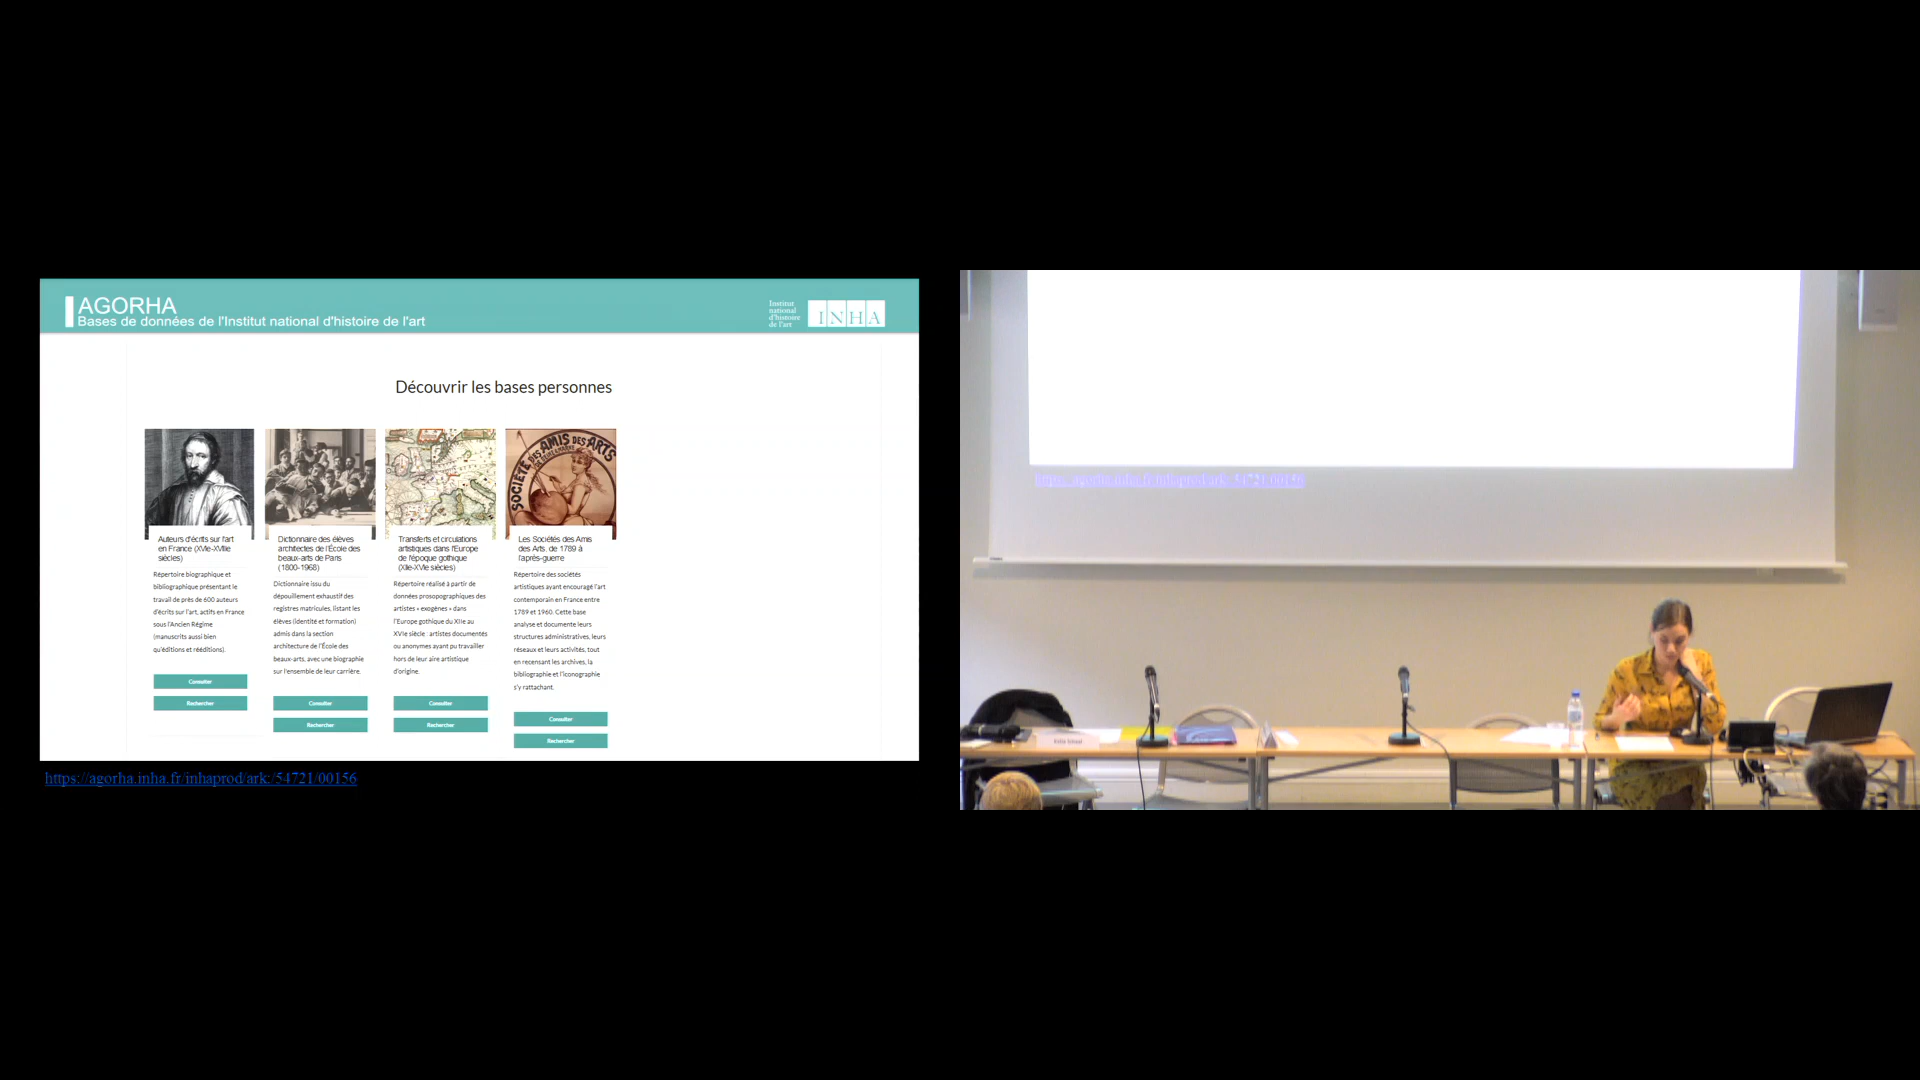 AGORHA
Bases de données de l'Institut national d'histoire de l'art
Institut
national
d'histoire
de l'art
INHA
Découvrir les bases personnes
SOCIÉTÉ DES AMIS DES ARTS
Auteurs d'écrits sur l'art
en France (XVIe-XVIIIe
siècles)
Répertoire biographique et
bibliographique présentant le
travail de près de 600 auteurs
d'écrits sur l'art, actifs en France
sous l'Ancien Régime
(manuscrits aussi bien
qu'éditions et rééditions).
Consulter
Rechercher
Dictionnaire des élèves
architectes de l'École des
beaux-arts de Paris
(1800-1968)
Dictionnaire issu du
dépouillement exhaustif des
registres matricules, listant les
élèves (identité et formation)
admis dans la section
architecture de l'École des
beaux-arts, avec une biographie
sur l'ensemble de leur carrière.
Consulter
Rechercher
Transferts et circulations
artistiques dans l'Europe
de l'époque gothique
(XIIe-XVIe siècles)
Répertoire réalisé à partir de
données prosopographiques des
artistes « exogènes » dans
l'Europe gothique du XIIe au
XVIe siècle : artistes documentés
ou anonymes ayant pu travailler
hors de leur aire artistique
d'origine.
Consulter
Rechercher
Les Sociétés des Amis
des Arts, de 1789 à
l'après-guerre
Répertoire des sociétés
artistiques ayant encouragé l'art
contemporain en France entre
1789 et 1960. Cette base
analyse et documente leurs
structures administratives, leurs
réseaux et leurs activités, tout
en recensant les archives, la
bibliographie et l'iconographie
s'y rattachant.
Consulter
Rechercher
https://agorha.inha.fr/inhaprod/ark:/54721/00156
https://agorha.inha.fr/inhaprod/ark:/54721/00156